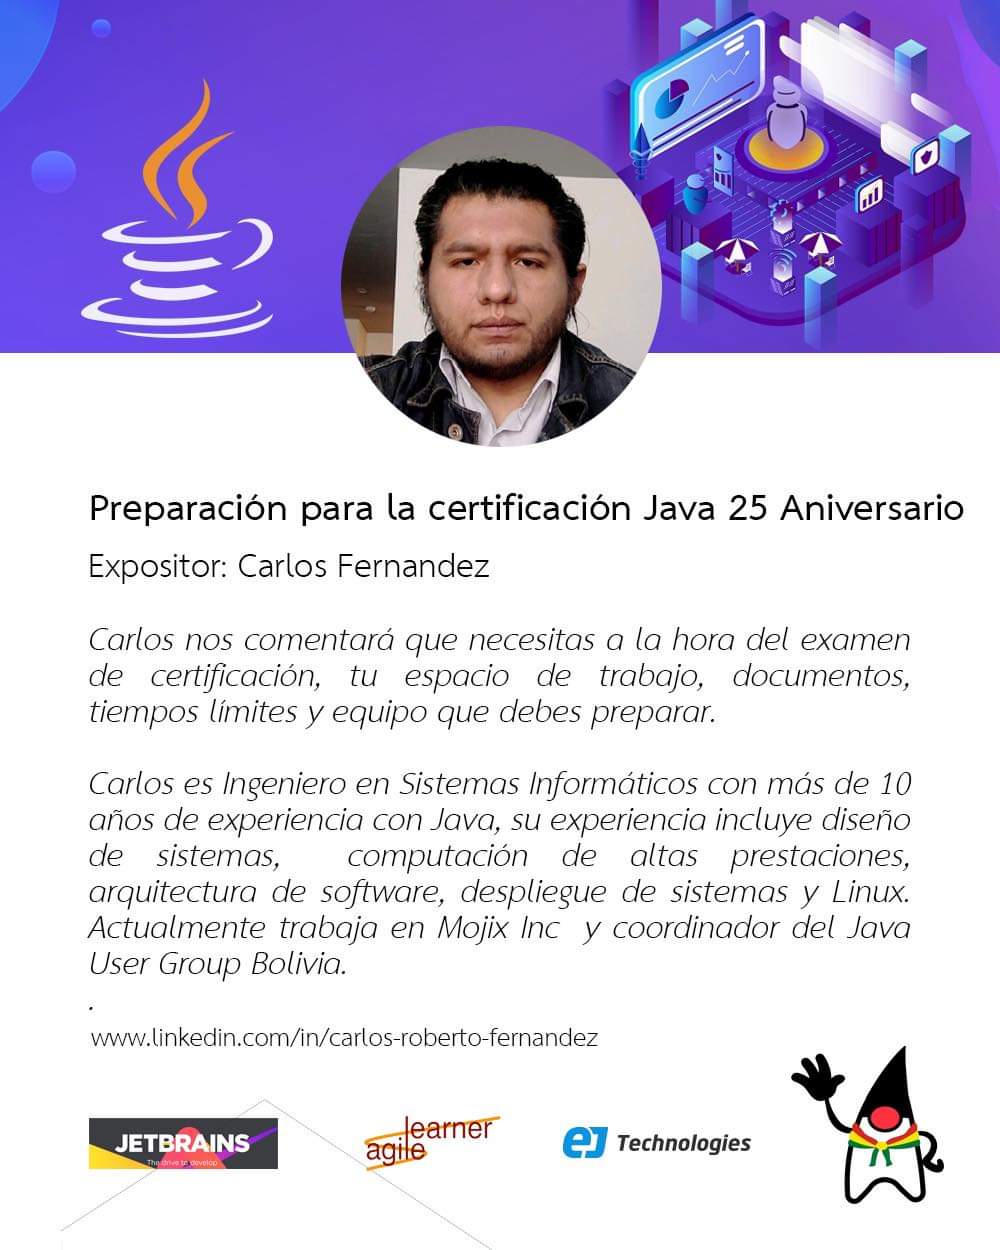 Preparación para la certificación Java 25 Aniversario
Expositor: Carlos Fernandez
Carlos nos comentará que necesitas a la hora del examen
de certificación, tu espacio de trabajo, documentos,
tiempos límites y equipo que debes preparar.
Carlos es Ingeniero en Sistemas Informáticos con más de 10
años de experiencia con Java, su experiencia incluye diseño
de sistemas, computación de altas prestaciones,
arquitectura de software, despliegue de sistemas y Linux.
Actualmente trabaja en Mojix Inc y coordinador del Java
User Group Bolivia.
.
www.linkedin.com/in/carlos-roberto-fernandez
JETBRAINS
The drive to develop
learner
agile
ej Technologies